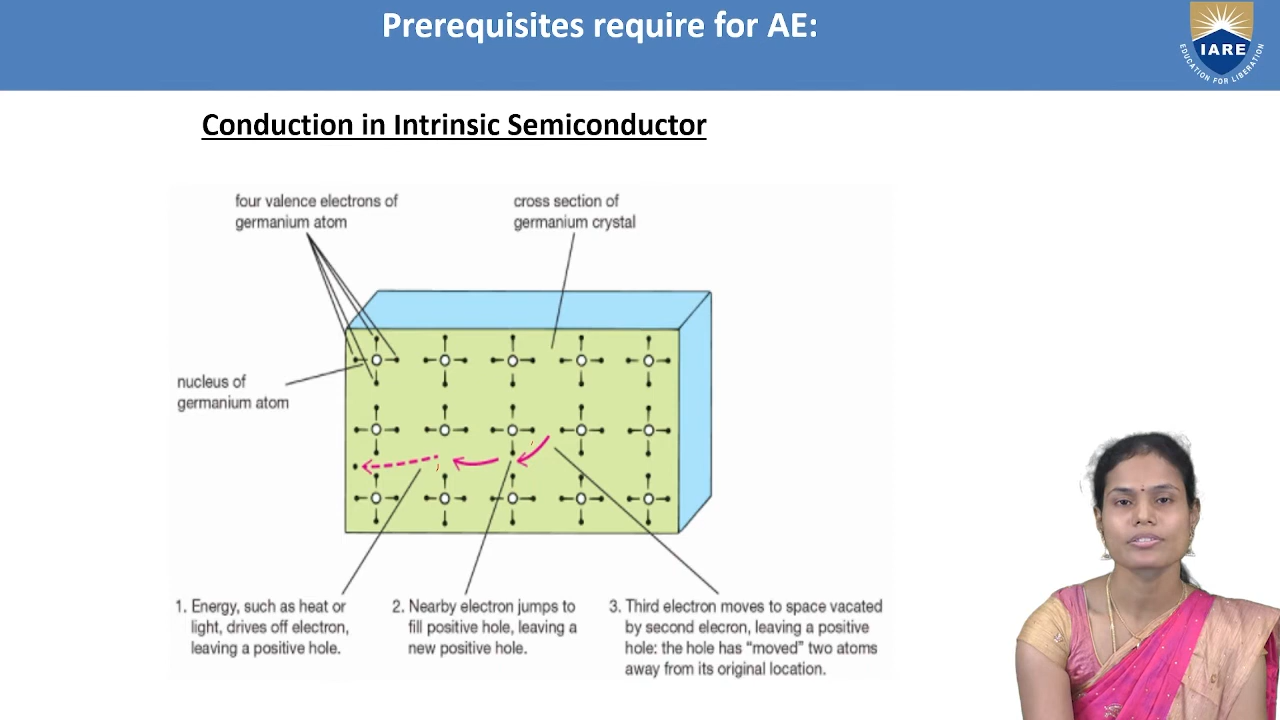 Prerequisites require for AE:
IARE
EDUCATION FOR LIBERATION
Conduction in Intrinsic Semiconductor
four valence electrons of
germanium atom
cross section of
germanium crystal
nucleus of
germanium atom
1. Energy, such as heat or
light, drives off electron,
leaving a positive hole.
2. Nearby electron jumps to
fill positive hole, leaving a
new positive hole.
3. Third electron moves to space vacated
by second elecron, leaving a positive
hole: the hole has “moved” two atoms
away from its original location.